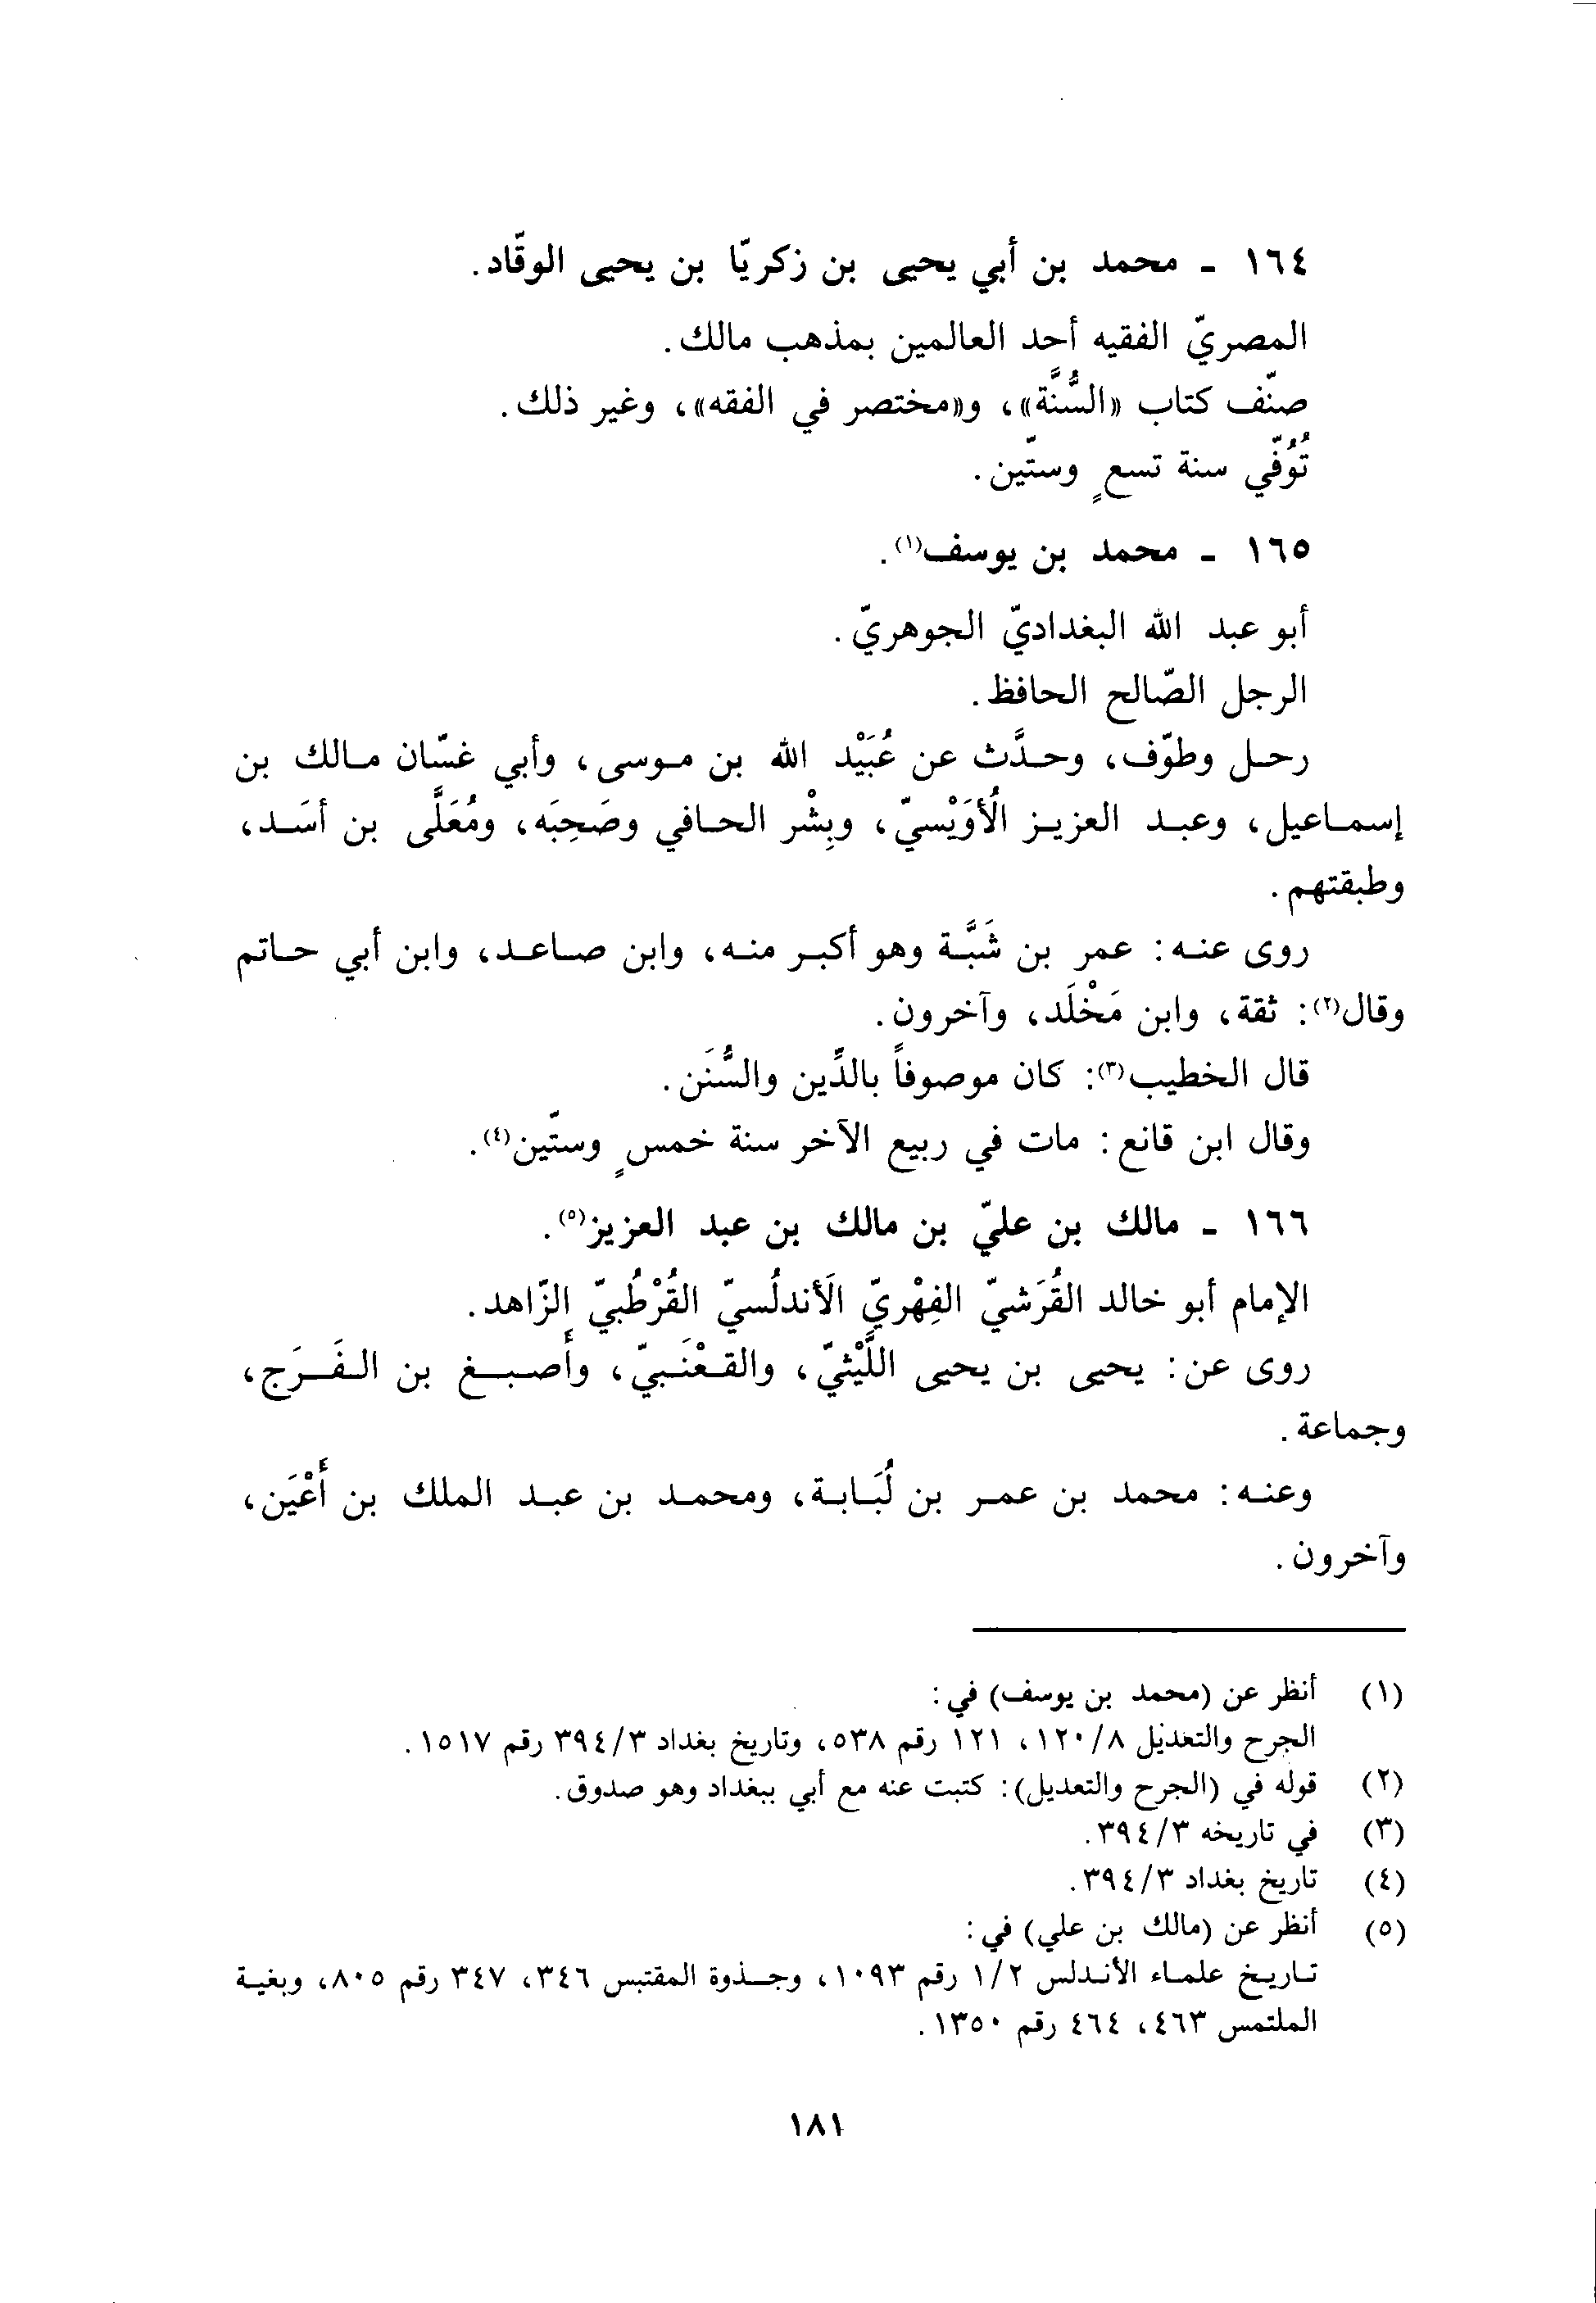 ١٦٤ - محمد بن أبي يحيى بن زكريّا بن يحيى الوقّاد.
المصريّ الفقيه أحد العالمين بمذهب مالك.
صنّف كتاب «السُّنَّة»، و«مختصر في الفقه»، وغير ذلك.
تُوُفّي سنة تسعٍ وستّين.
١٦٥ - محمد بن يوسف(١).
أبو عبد الله البغداديّ الجوهريّ.
الرجل الصّالح الحافظ.
رحل وطوّف، وحدَّث عن عُبَيْد الله بن موسى، وأبي غسّان مالك بن
إسماعيل، وعبد العزيز الأُوَيْسيّ، وبِشْر الحافي وصَحِبَه، ومُعَلَّى بن أسَد،
وطبقتهم.
روى عنه: عمر بن شَبَّة وهو أكبر منه، وابن صاعد، وابن أبي حاتم
وقال(٢): ثقة، وابن مَخْلَد، وآخرون.
قال الخطيب(٣): كان موصوفاً بالدِّين والسُّنَن.
وقال ابن قانع: مات في ربيع الآخر سنة خمسٍ وستّين(٤).
١٦٦ - مالك بن عليّ بن مالك بن عبد العزيز(٥).
الإمام أبو خالد القُرَشيّ الفِهْريّ الَأندلُسيّ القُرْطُبيّ الزّاهد.
روى عن: يحيى بن يحيى اللَّيْثيّ، والقعْنَبيّ، وأَصبغ بن الفَرَج،
وجماعة.
وعنه: محمد بن عمر بن لُبَابة، ومحمد بن عبد الملك بن أَعْيَن،
وآخرون.
(١) أنظر عن (محمد بن يوسف) في:
الجرح والتعديل ١٢٠/٨، ١٢١ رقم ٥٣٨، وتاريخ بغداد ٣٩٤/٣ رقم ١٥١٧.
(٢) قوله في (الجرح والتعديل): كتبت عنه مع أبي ببغداد وهو صدوق.
(٣) في تاريخه ٣٩٤/٣.
(٤) تاريخ بغداد ٣٩٤/٣.
(٥) أنظر عن (مالك بن علي) في:
تاريخ علماء الأندلس ١/٢ رقم ١٠٩٣، وجذوة المقتبس ٣٤٦، ٣٤٧ رقم ٨٠٥، وبغية
الملتمس ٤٦٣، ٤٦٤ رقم ١٣٥٠.
١٨١